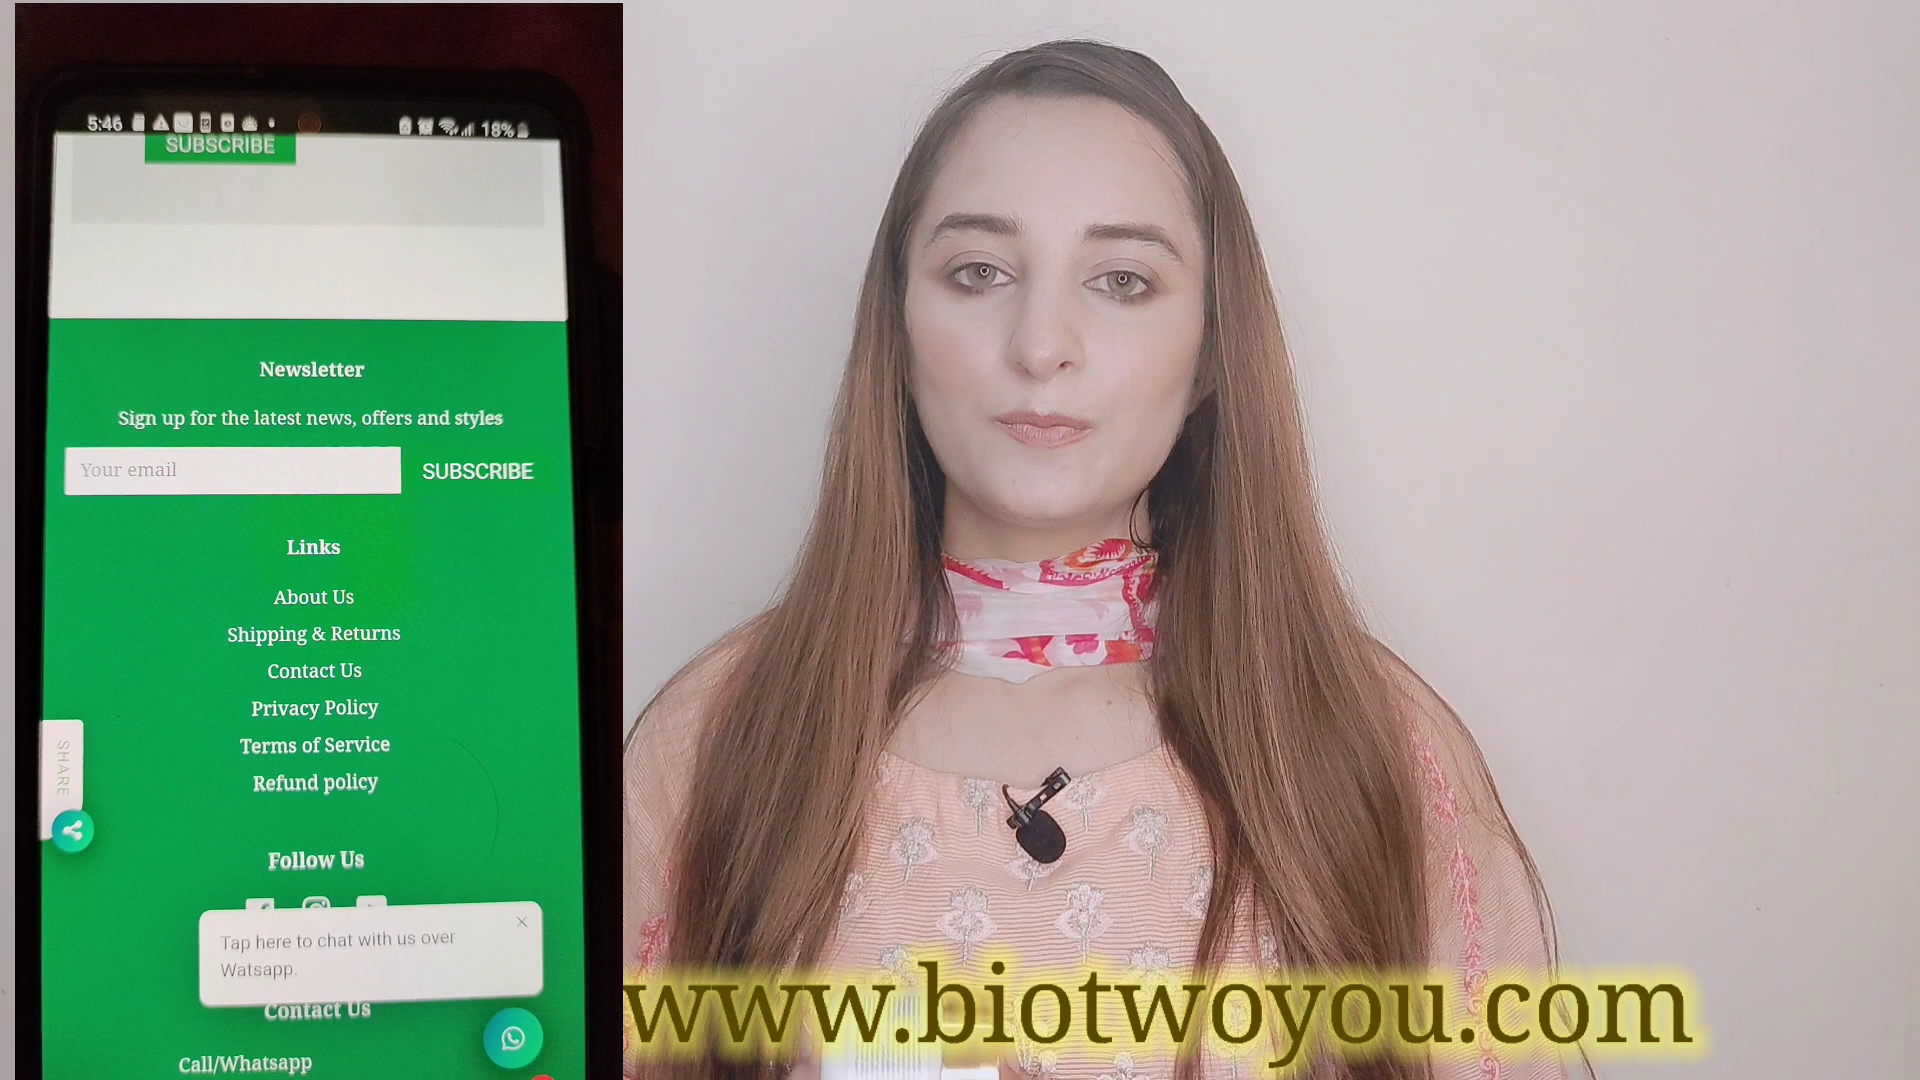 5:46
18%
SUBSCRIBE
Newsletter
Sign up for the latest news, offers and styles
Your email
SUBSCRIBE
Links
About Us
Shipping & Returns
Contact Us
Privacy Policy
Terms of Service
Refund policy
SHARE
Follow Us
Tap here to chat with us over
Watsapp.
Contact Us
Call/Whatsapp
www.biotwoyou.com